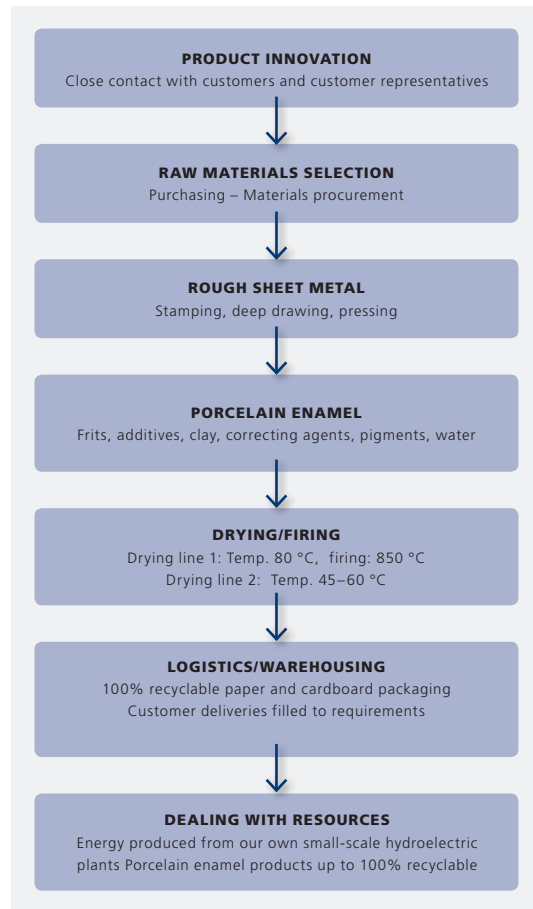 PRODUCT INNOVATION
Close contact with customers and customer representatives
RAW MATERIALS SELECTION
Purchasing – Materials procurement
ROUGH SHEET METAL
Stamping, deep drawing, pressing
PORCELAIN ENAMEL
Frits, additives, clay, correcting agents, pigments, water
DRYING/FIRING
Drying line 1: Temp. 80 °C,  firing: 850 °C
Drying line 2:  Temp. 45–60 °C
LOGISTICS/WAREHOUSING
100% recyclable paper and cardboard packaging
Customer deliveries filled to requirements
DEALING WITH RESOURCES
Energy produced from our own small-scale hydroelectric
plants Porcelain enamel products up to 100% recyclable